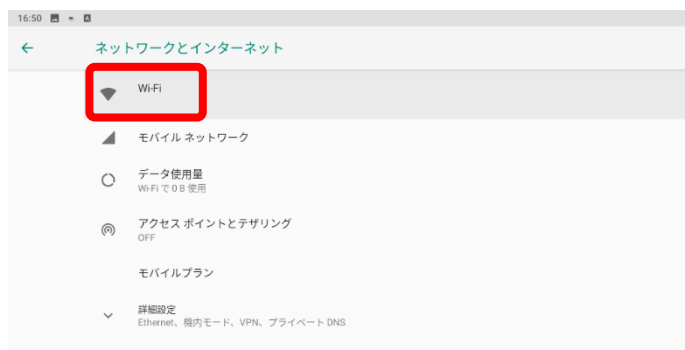 16:50
ネットワークとインターネット
Wi-Fi
モバイル ネットワーク
データ使用量
Wi-Fi で 0 B 使用
アクセス ポイントとテザリング
OFF
モバイルプラン
詳細設定
Ethernet、機内モード、VPN、プライベート DNS